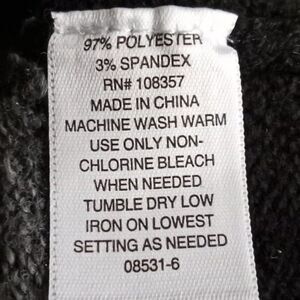 97% POLYESTER
3% SPANDEX
RN# 108357
MADE IN CHINA
MACHINE WASH WARM
USE ONLY NON-
CHLORINE BLEACH
WHEN NEEDED
TUMBLE DRY LOW
IRON ON LOWEST
SETTING AS NEEDED
08531-6